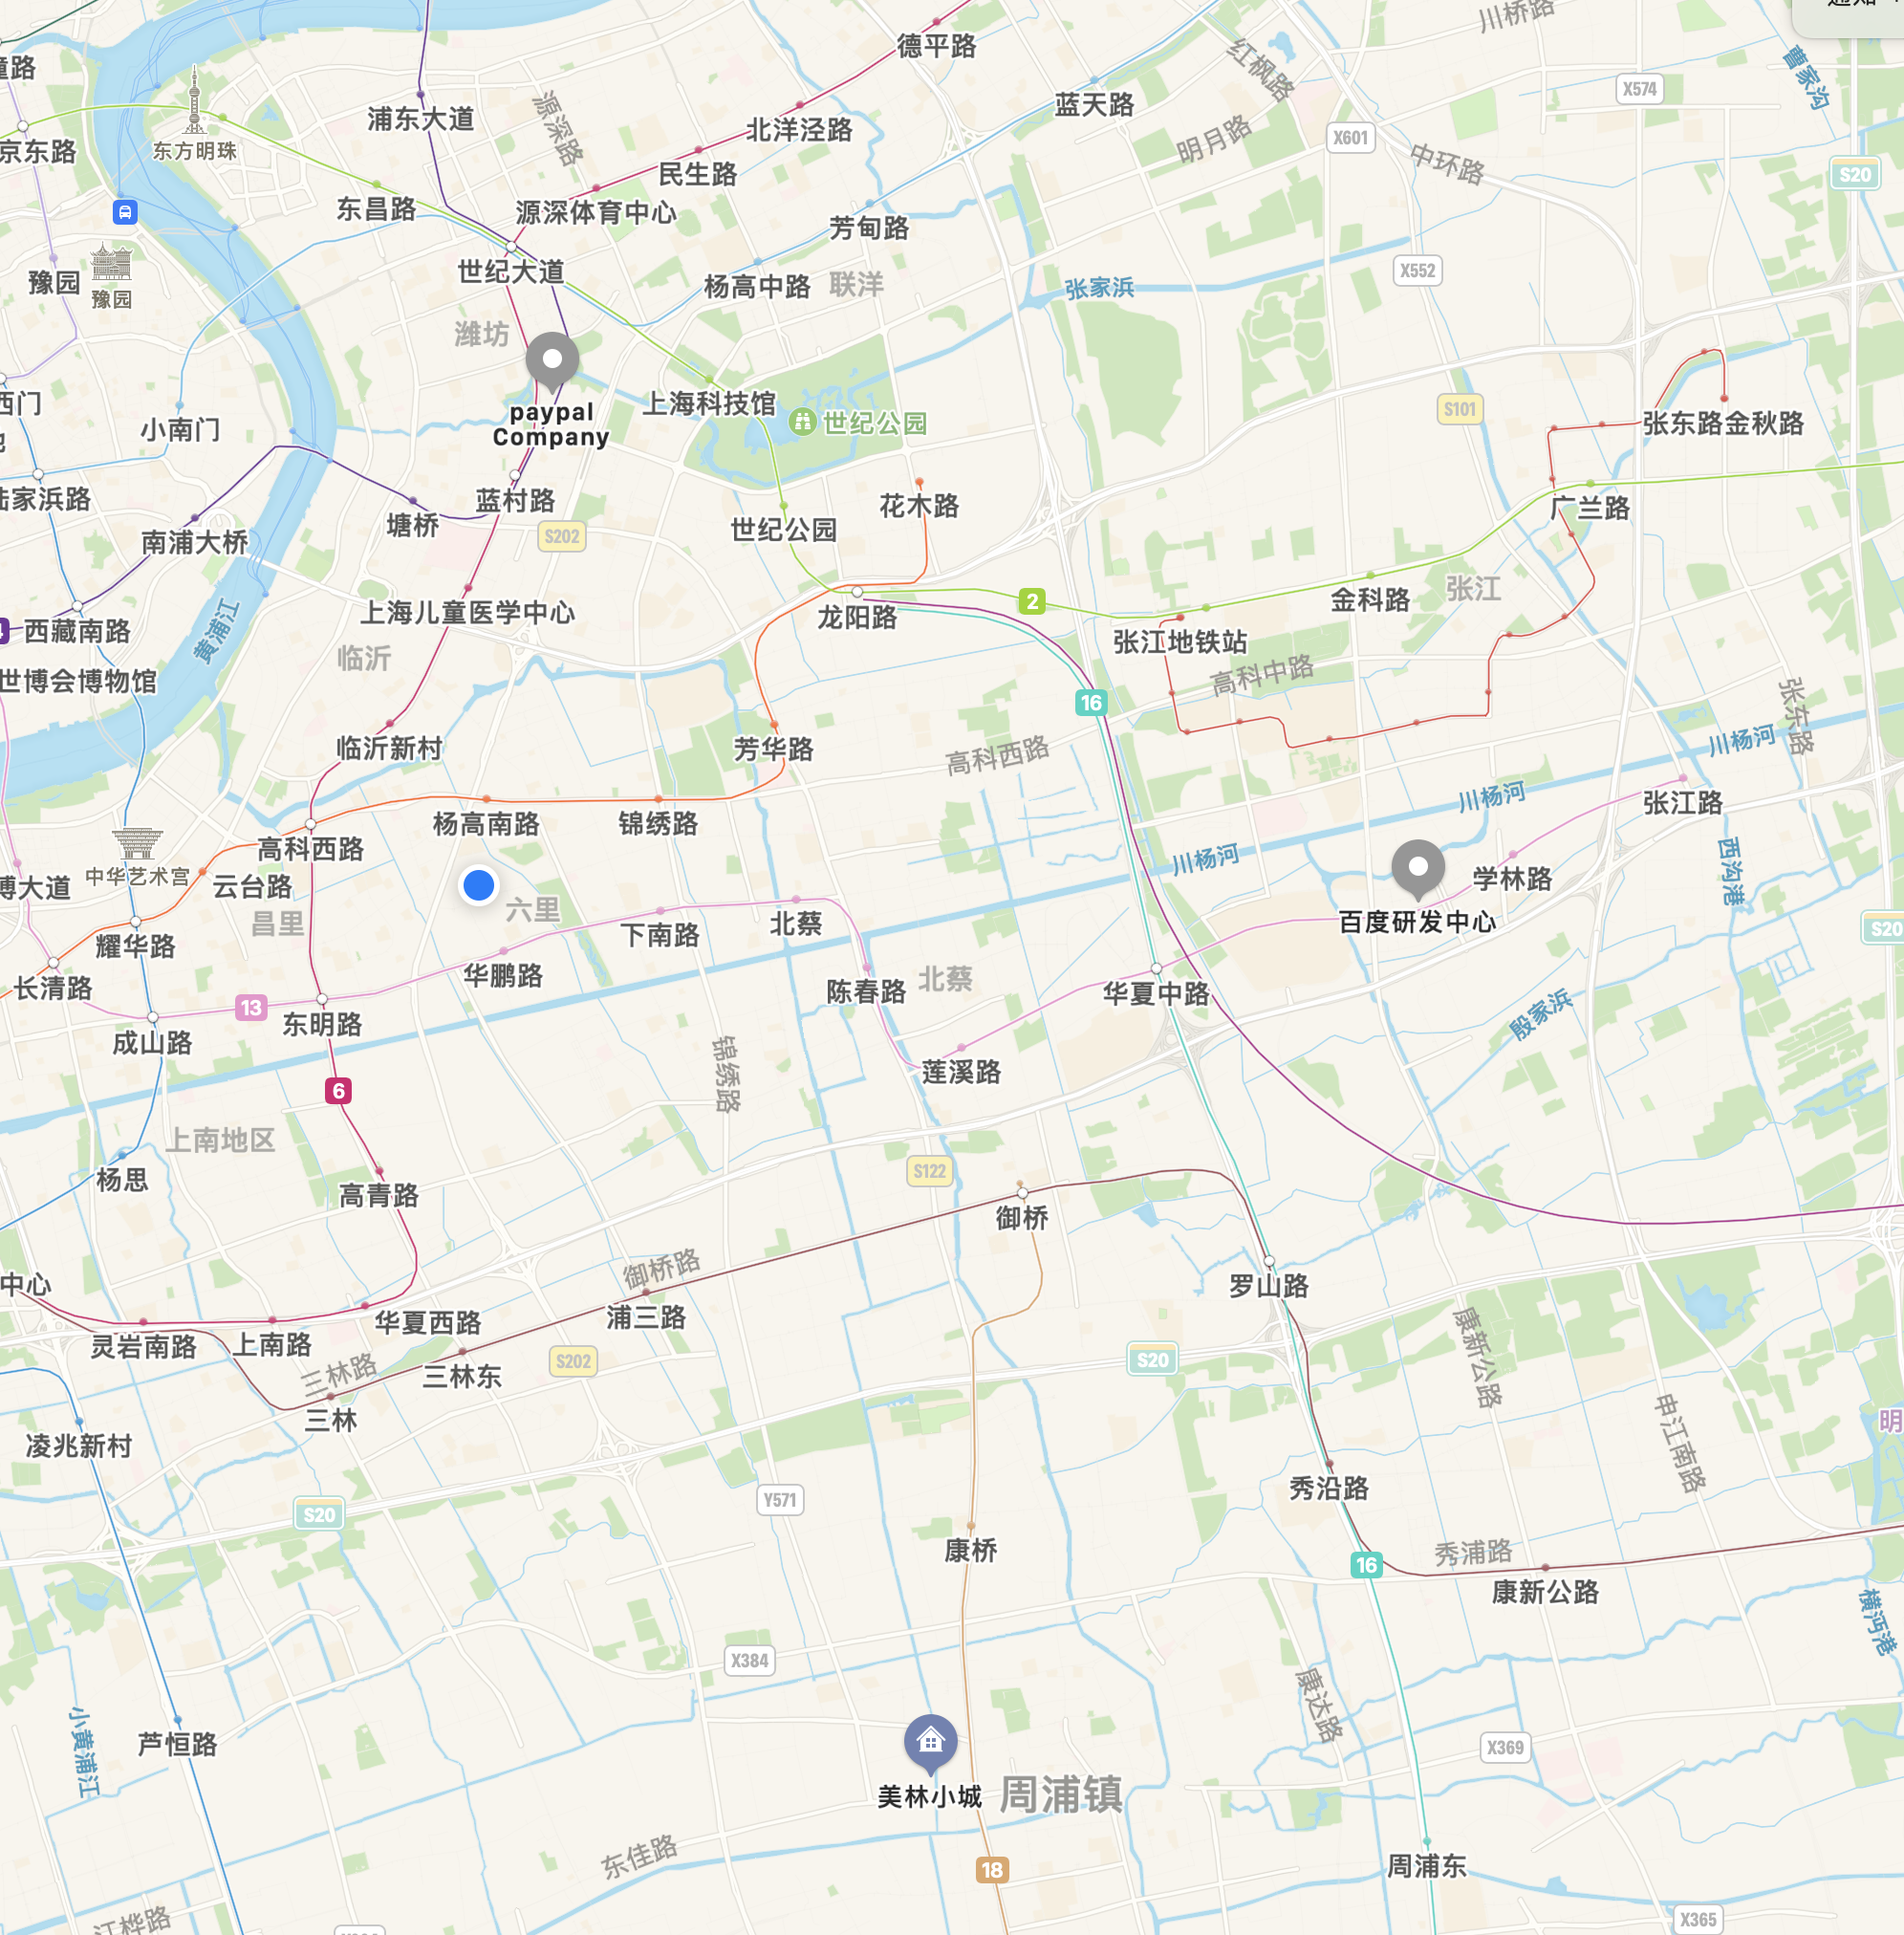 德平路
川桥路
红枫路
曹家沟
X574
蓝天路
浦东大道
源深路
北洋泾路
X601
明月路
中环路
京东路
东方明珠
民生路
S20
东昌路
源深体育中心
芳甸路
世纪大道
X552
豫园
豫园
杨高中路
联洋
张家浜
潍坊
上海科技馆
世纪公园
S101
张东路金秋路
paypal
Company
西门
小南门
陆家浜路
蓝村路
花木路
广兰路
塘桥
世纪公园
南浦大桥
S202
金科路
张江
2
龙阳路
上海儿童医学中心
西藏南路
黄浦江
张江地铁站
临沂
世博会博物馆
高科中路
16
张东路
川杨河
临沂新村
芳华路
高科西路
川杨河
张江路
杨高南路
锦绣路
高科西路
川杨河
中华艺术宫
西沟港
博大道
云台路
学林路
昌里
六里
下南路
北蔡
百度研发中心
S20
耀华路
长清路
华鹏路
陈春路
北蔡
华夏中路
13
东明路
殷家浜
成山路
锦绣路
莲溪路
6
上南地区
杨思
高青路
S122
御桥
御桥路
中心
罗山路
浦三路
华夏西路
灵岩南路
上南路
三林路
三林东
S202
S20
康新公路
三林
凌兆新村
申江南路
明
秀沿路
Y571
S20
康桥
秀浦路
16
康新公路
横沔港
X384
康达路
小黄浦江
芦恒路
X369
美林小城
周浦镇
东佳路
18
周浦东
江桦路
X365